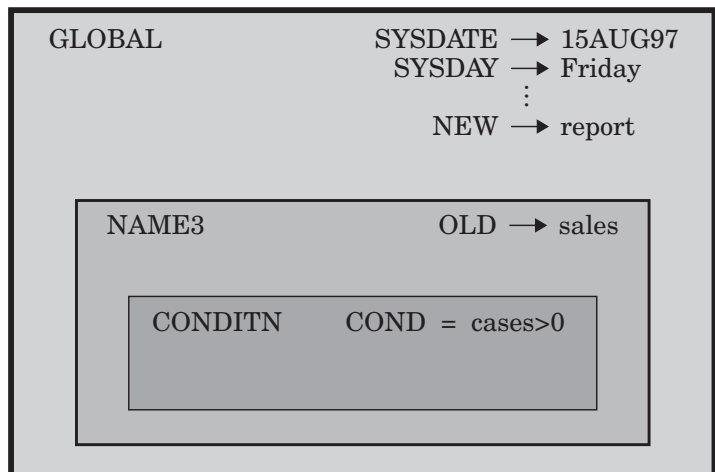 GLOBAL SYSDATE → 15AUG97
SYSDAY → Friday
⋮
NEW → report
NAME3 OLD → sales
CONDITN COND = cases>0